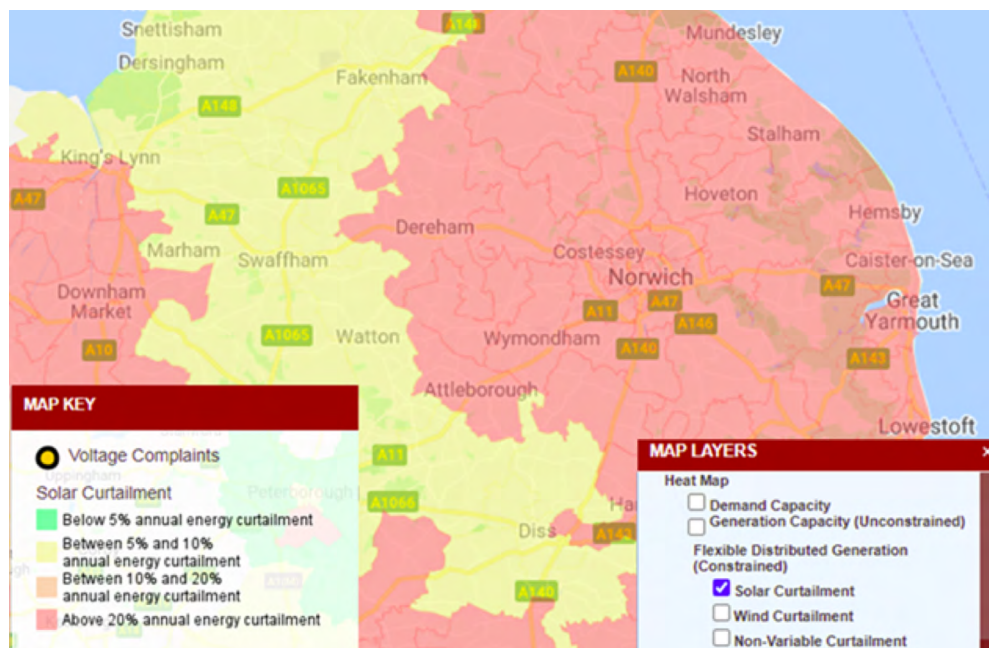 A148
Snettisham
Mundesley
Dersingham
Fakenham
A140
North
Walsham
A148
Stalham
King's Lynn
A1065
A47
Hoveton
A47
Hemsby
Dereham
Marham
Swaffham
Costessey
Caister-on-Sea
Norwich
Downham
Market
A47
A47
Great
Yarmouth
A11
A146
A1065
Watton
Wymondham
A10
A140
A143
Attleborough
MAP KEY
Lowestoft
Voltage Complaints
A11
Uppingham
Solar Curtailment
Peterborough
Below 5% annual energy curtailment
Between 5% and 10%
annual energy curtailment
Between 10% and 20%
annual energy curtailment
Above 20% annual energy curtailment
A1066
Diss
A143
A140
MAP LAYERS
Heat Map
Demand Capacity
Generation Capacity (Unconstrained)
Flexible Distributed Generation
(Constrained)
Solar Curtailment
Wind Curtailment
Non-Variable Curtailment